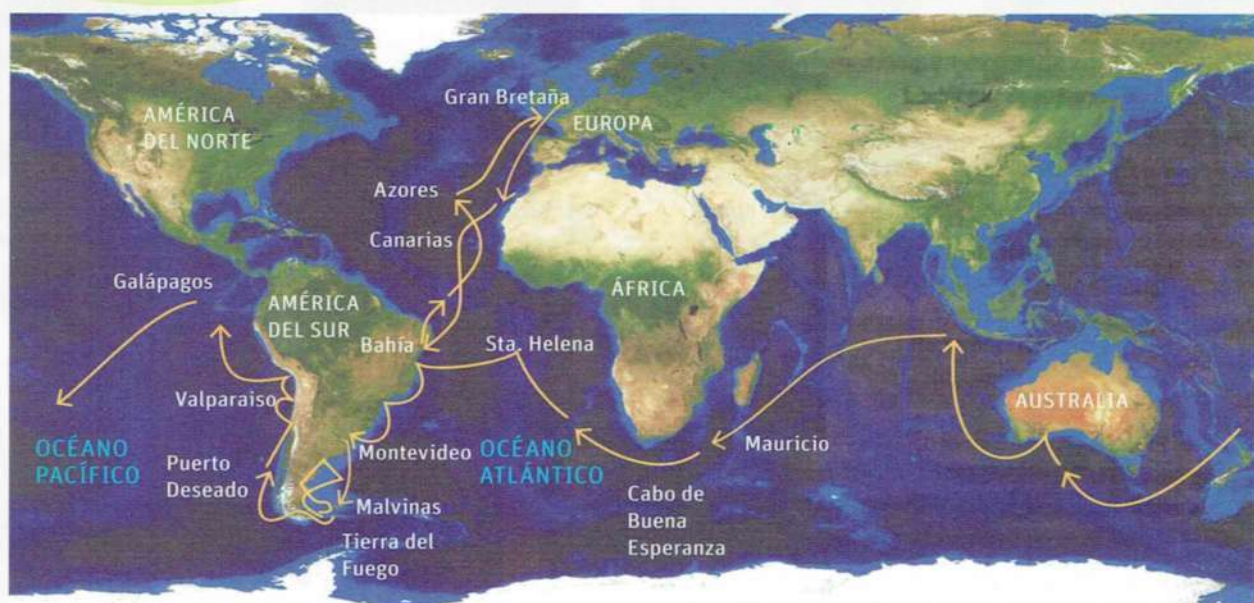 AMÉRICA
DEL NORTE
Gran Bretaña
EUROPA
Azores
Canarias
Galápagos
AMÉRICA
DEL SUR
ÁFRICA
Bahía
Sta. Helena
Valparaiso
AUSTRALIA
OCÉANO
PACÍFICO
Puerto
Deseado
Montevideo
OCÉANO
ATLÁNTICO
Mauricio
Malvinas
Cabo de
Buena
Esperanza
Tierra del
Fuego